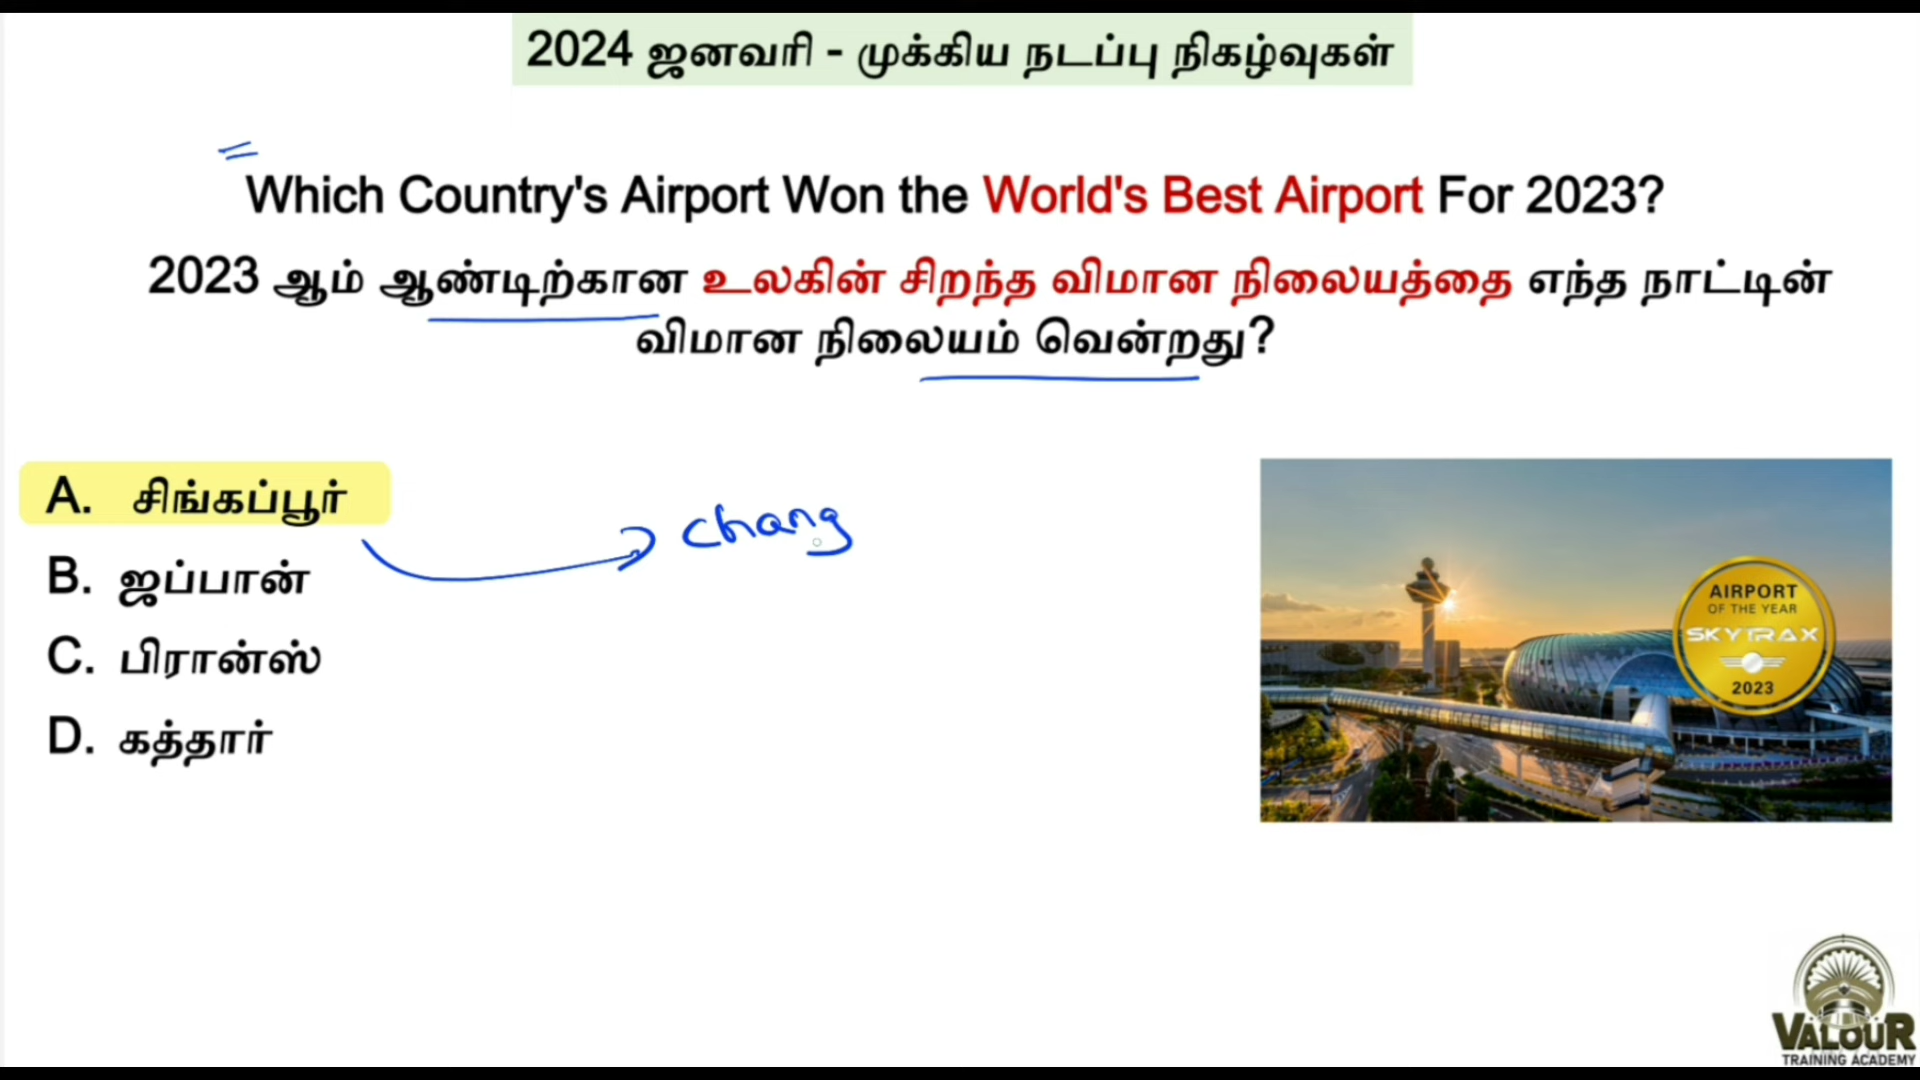 2024 ஜனவரி - முக்கிய நடப்பு நிகழ்வுகள்
Which Country's Airport Won the World's Best Airport For 2023?
2023 ஆம் ஆண்டிற்கான உலகின் சிறந்த விமான நிலையத்தை எந்த நாட்டின்
விமான நிலையம் வென்றது?
A. சிங்கப்பூர்
chang
B. ஜப்பான்
C. பிரான்ஸ்
D. கத்தார்
AIRPORT
OF THE YEAR
SKYTRAX
2023
VALOUR
TRAINING ACADEMY